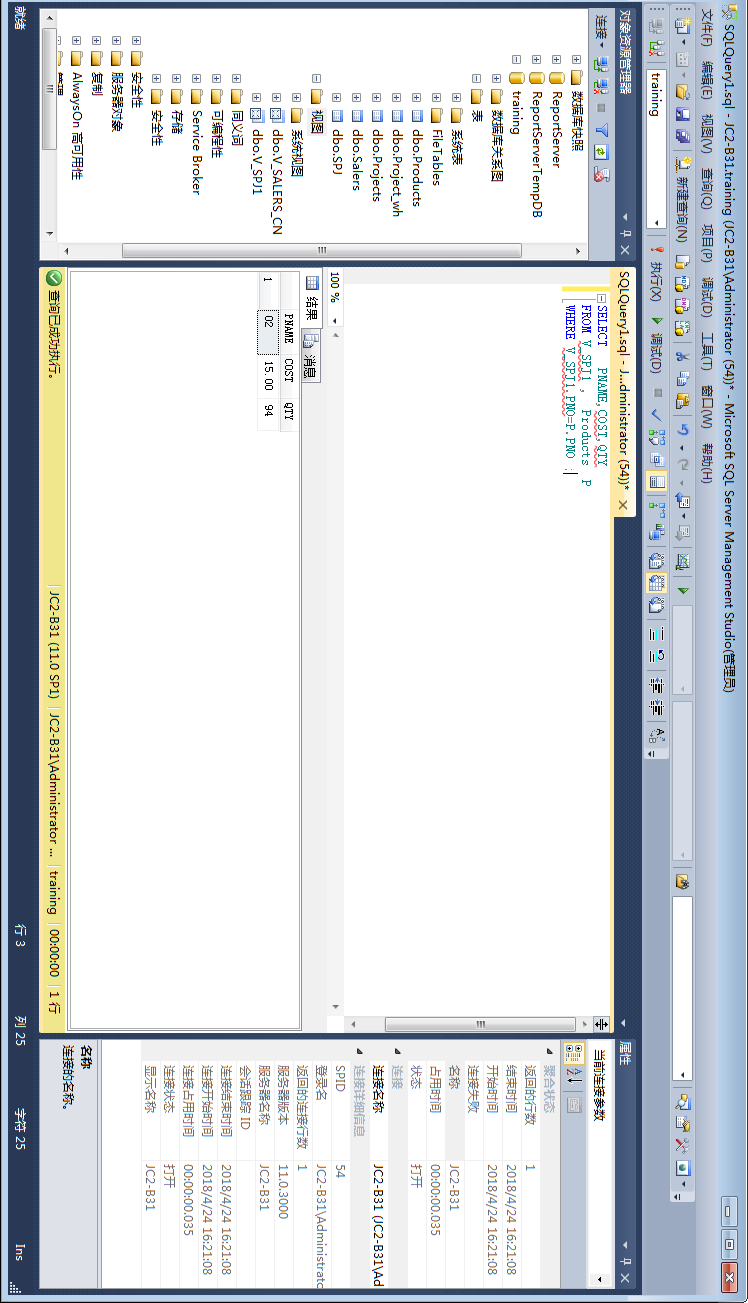 SQLQuery1.sql - JC2-B31.training (JC2-B31\Administrator (54))* - Microsoft SQL Server Management Studio(管理员)
文件(F) 编辑(E) 视图(V) 查询(Q) 项目(P) 调试(D) 工具(T) 窗口(W) 帮助(H)
新建查询(N)
training 执行(X) 调试(D)
对象资源管理器
连接
数据库快照
ReportServer
ReportServerTempDB
training
数据库关系图
表
系统表
FileTables
dbo.Products
dbo.Project_wh
dbo.Projects
dbo.Salers
dbo.SPJ
视图
系统视图
dbo.V_SALERS_CN
dbo.V_SPJ1
同义词
可编程性
Service Broker
存储
安全性
安全性
服务器对象
复制
AlwaysOn 高可用性
SQLQuery1.sql - J...dministrator (54))*
SELECT PNAME,COST,QTY
FROM V_SPJ1 , Products P
WHERE V_SPJ1.PNO=P.PNO ;
100 %
结果 消息
PNAME COST QTY
1 02 15.00 94
查询已成功执行。 JC2-B31 (11.0 SP1) JC2-B31\Administrator ... training 00:00:00 1 行
属性
当前连接参数
聚合状态
返回的行数 1
结束时间 2018/4/24 16:21:08
开始时间 2018/4/24 16:21:08
连接失败
名称 JC2-B31
占用时间 00:00:00.035
状态 打开
连接
连接名称 JC2-B31 (JC2-B31\Ad
连接详细信息
SPID 54
登录名 JC2-B31\Administratc
返回的连接行数 1
服务器版本 11.0.3000
服务器名称 JC2-B31
会话跟踪 ID
连接结束时间 2018/4/24 16:21:08
连接开始时间 2018/4/24 16:21:08
连接占用时间 00:00:00.035
连接状态 打开
显示名称 JC2-B31
名称
连接的名称。
就绪 行 3 列 25 字符 25 Ins